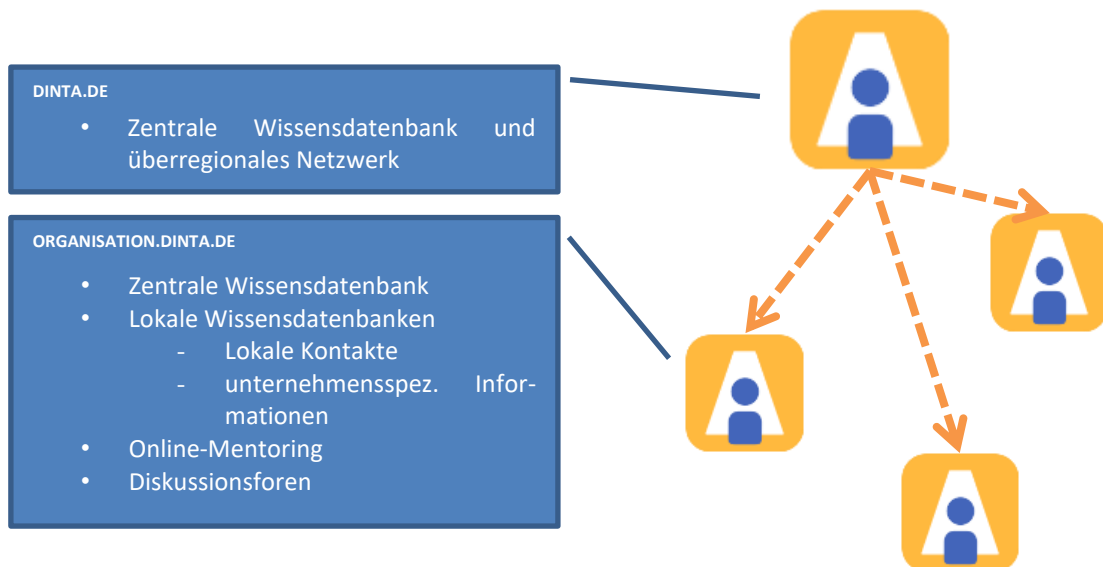 DINTA.DE
• Zentrale Wissensdatenbank und
überregionales Netzwerk
ORGANISATION.DINTA.DE
• Zentrale Wissensdatenbank
• Lokale Wissensdatenbanken
- Lokale Kontakte
- unternehmensspez. Infor-
mationen
• Online-Mentoring
• Diskussionsforen